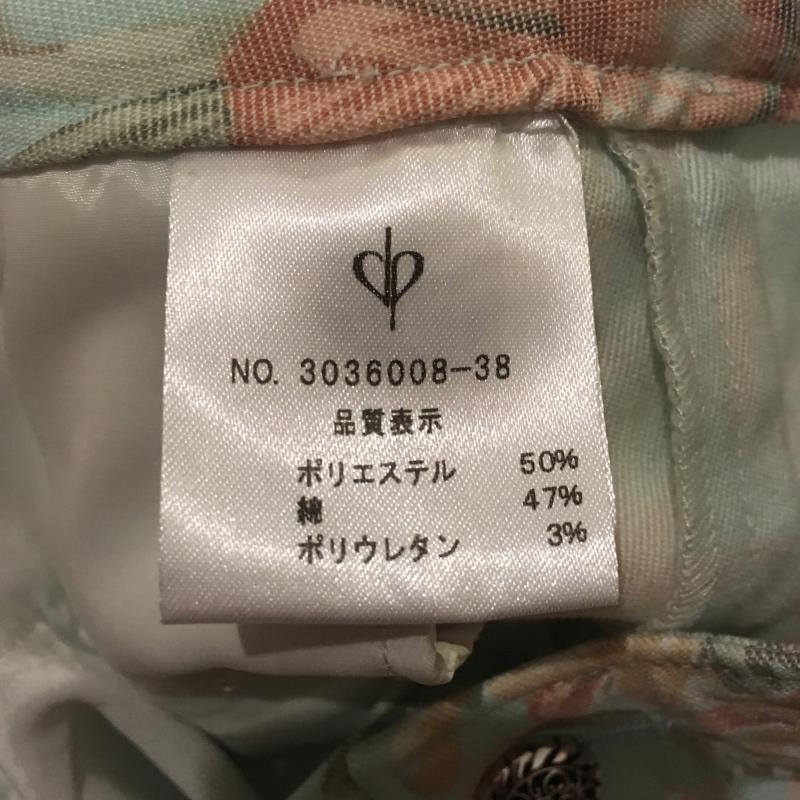 NO. 3036008-38
品質表示
ポリエステル 50%
綿 47%
ポリウレタン 3%